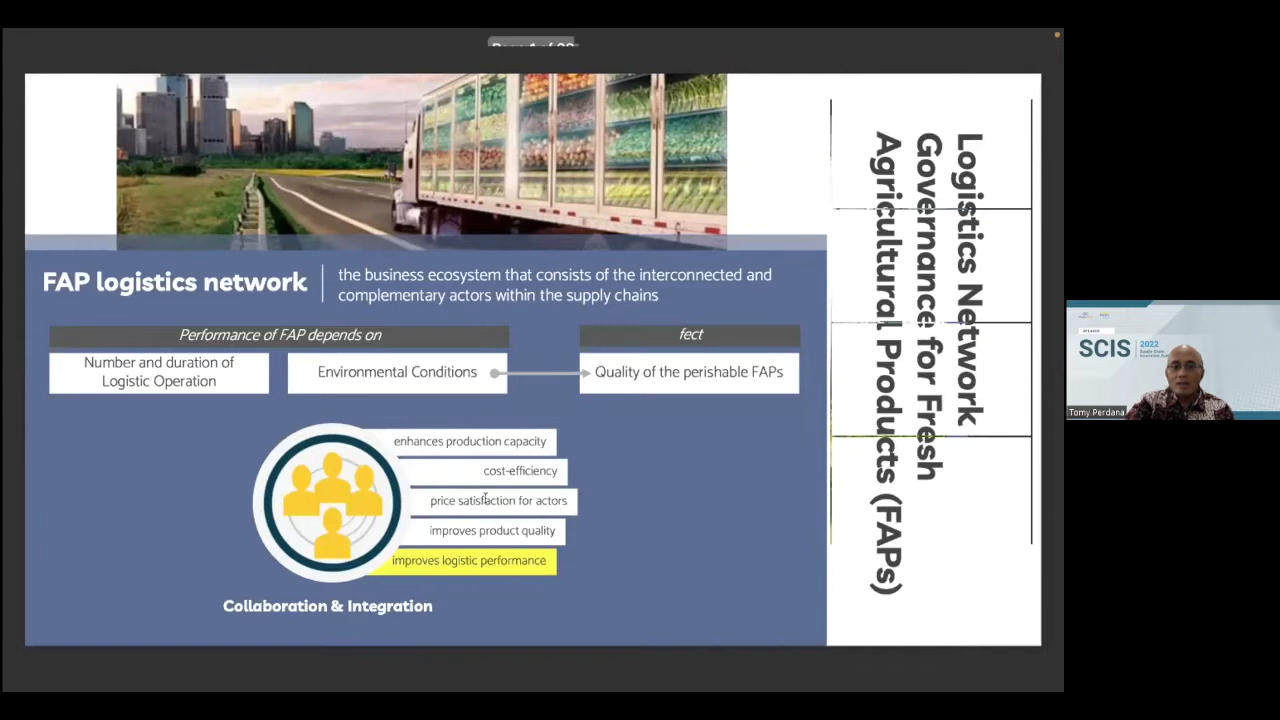 FAP logistics network
the business ecosystem that consists of the interconnected and
complementary actors within the supply chains
Performance of FAP depends on
fect
Number and duration of
Logistic Operation
Environmental Conditions
Quality of the perishable FAPs
enhances production capacity
cost-efficiency
price satisfaction for actors
improves product quality
improves logistic performance
Collaboration & Integration
Logistics Network
Governance for Fresh
Agricultural Products (FAPs)
SPEAKER
SCIS
2022
Tomy Perdana